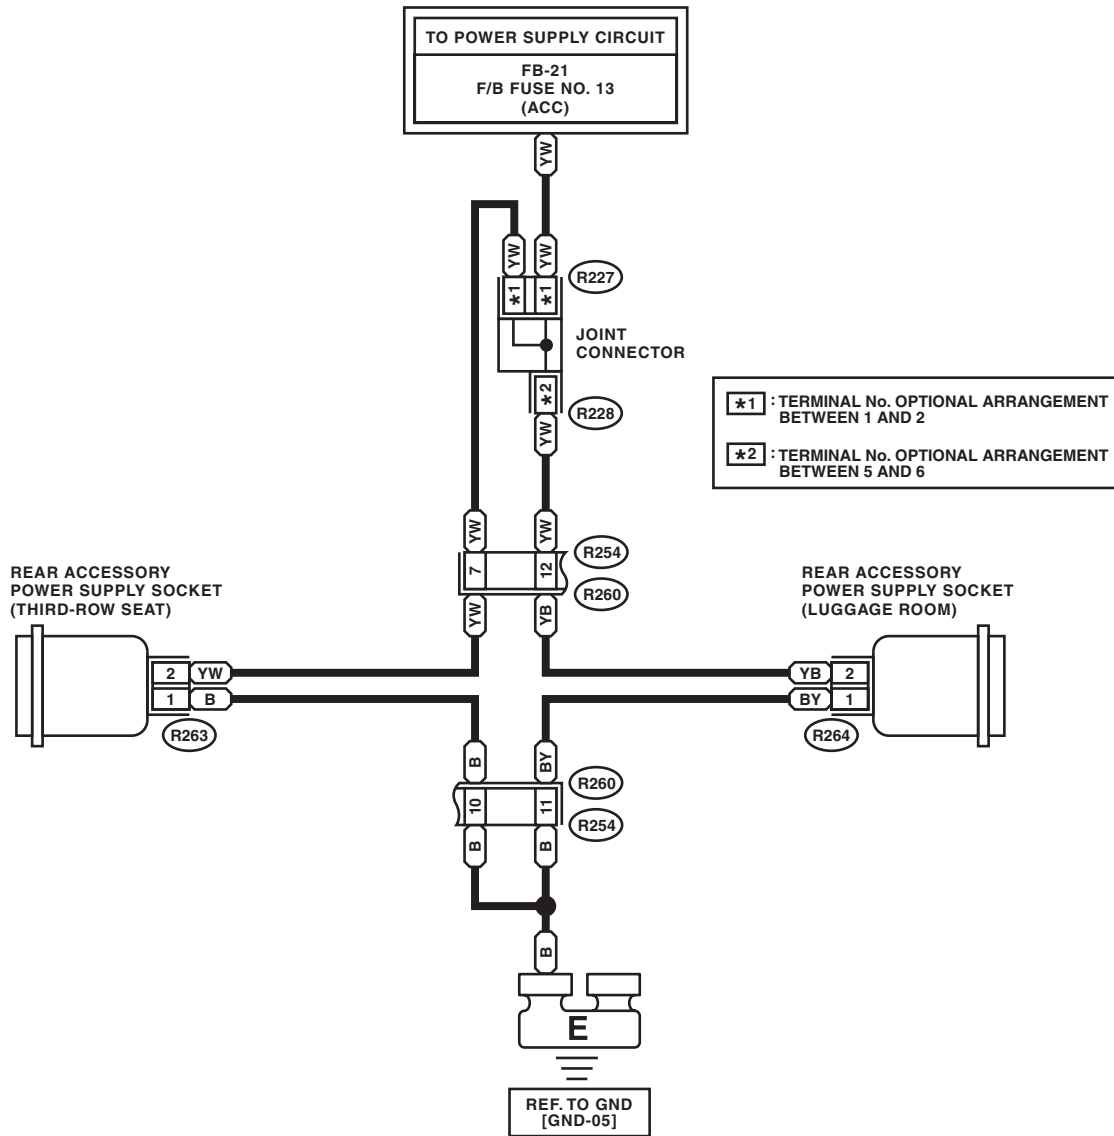 TO POWER SUPPLY CIRCUIT
FB-21
F/B FUSE NO. 13
(ACC)
YW
YW
YW
*1
*1
R227
JOINT
CONNECTOR
*2
R228
YW
*1 : TERMINAL No. OPTIONAL ARRANGEMENT
BETWEEN 1 AND 2
*2 : TERMINAL No. OPTIONAL ARRANGEMENT
BETWEEN 5 AND 6
YW
YW
R254
7
12
R260
YW
YB
REAR ACCESSORY
POWER SUPPLY SOCKET
(THIRD-ROW SEAT)
REAR ACCESSORY
POWER SUPPLY SOCKET
(LUGGAGE ROOM)
2
YW
YB
2
1
B
BY
1
R263
R264
B
BY
R260
10
11
R254
B
B
B
E
REF. TO GND
[GND-05]